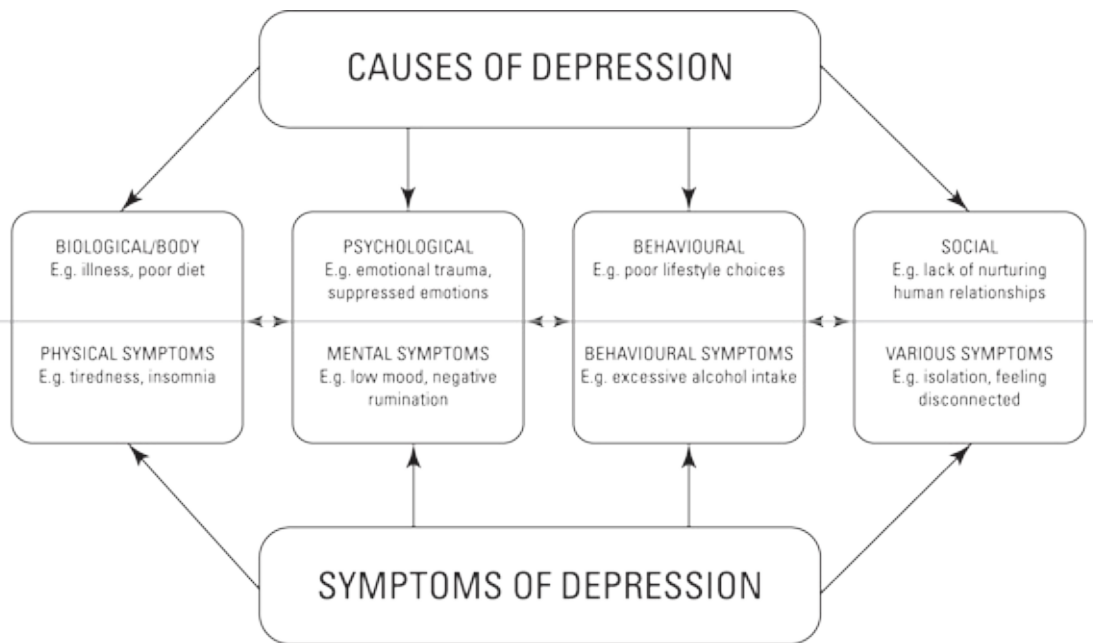 CAUSES OF DEPRESSION
BIOLOGICAL/BODY
E.g. illness, poor diet
PSYCHOLOGICAL
E.g. emotional trauma,
suppressed emotions
BEHAVIOURAL
E.g. poor lifestyle choices
SOCIAL
E.g. lack of nurturing
human relationships
PHYSICAL SYMPTOMS
E.g. tiredness, insomnia
MENTAL SYMPTOMS
E.g. low mood, negative
rumination
BEHAVIOURAL SYMPTOMS
E.g. excessive alcohol intake
VARIOUS SYMPTOMS
E.g. isolation, feeling
disconnected
SYMPTOMS OF DEPRESSION